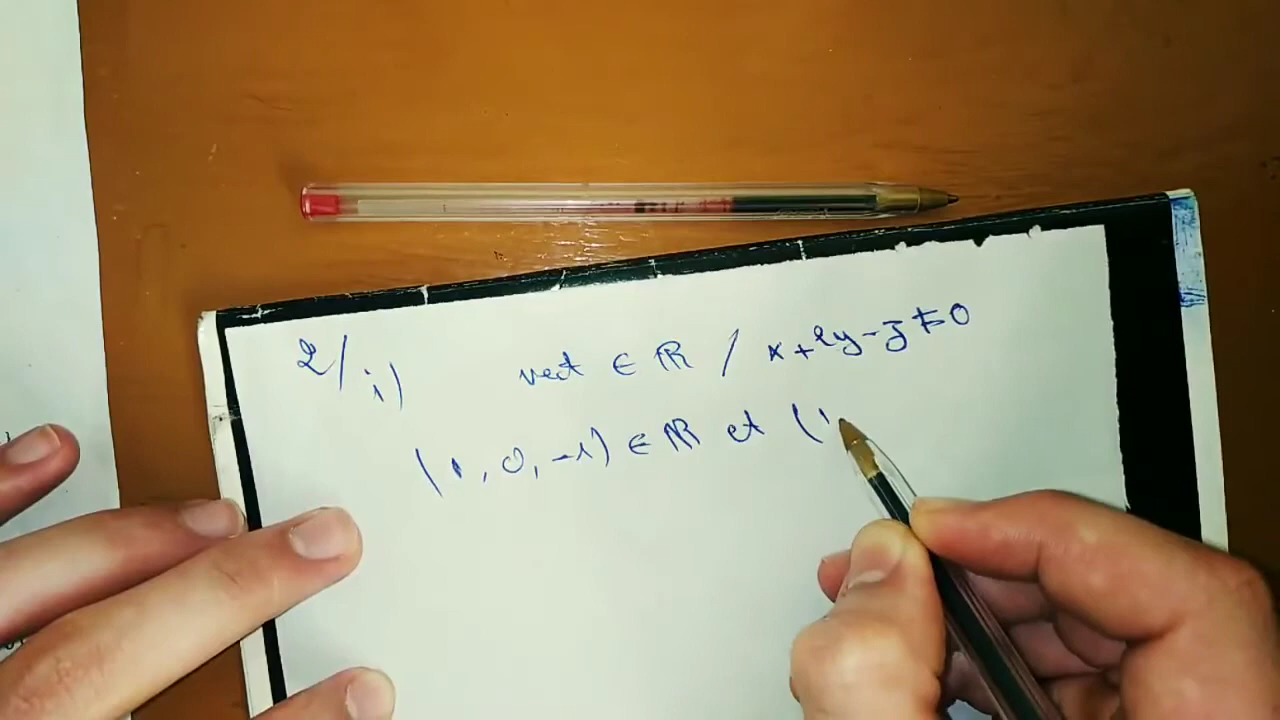 2/ i) vect ∈ ℝ / x+2y-z≠0
(1, 0, -1) ∈ ℝ et (1